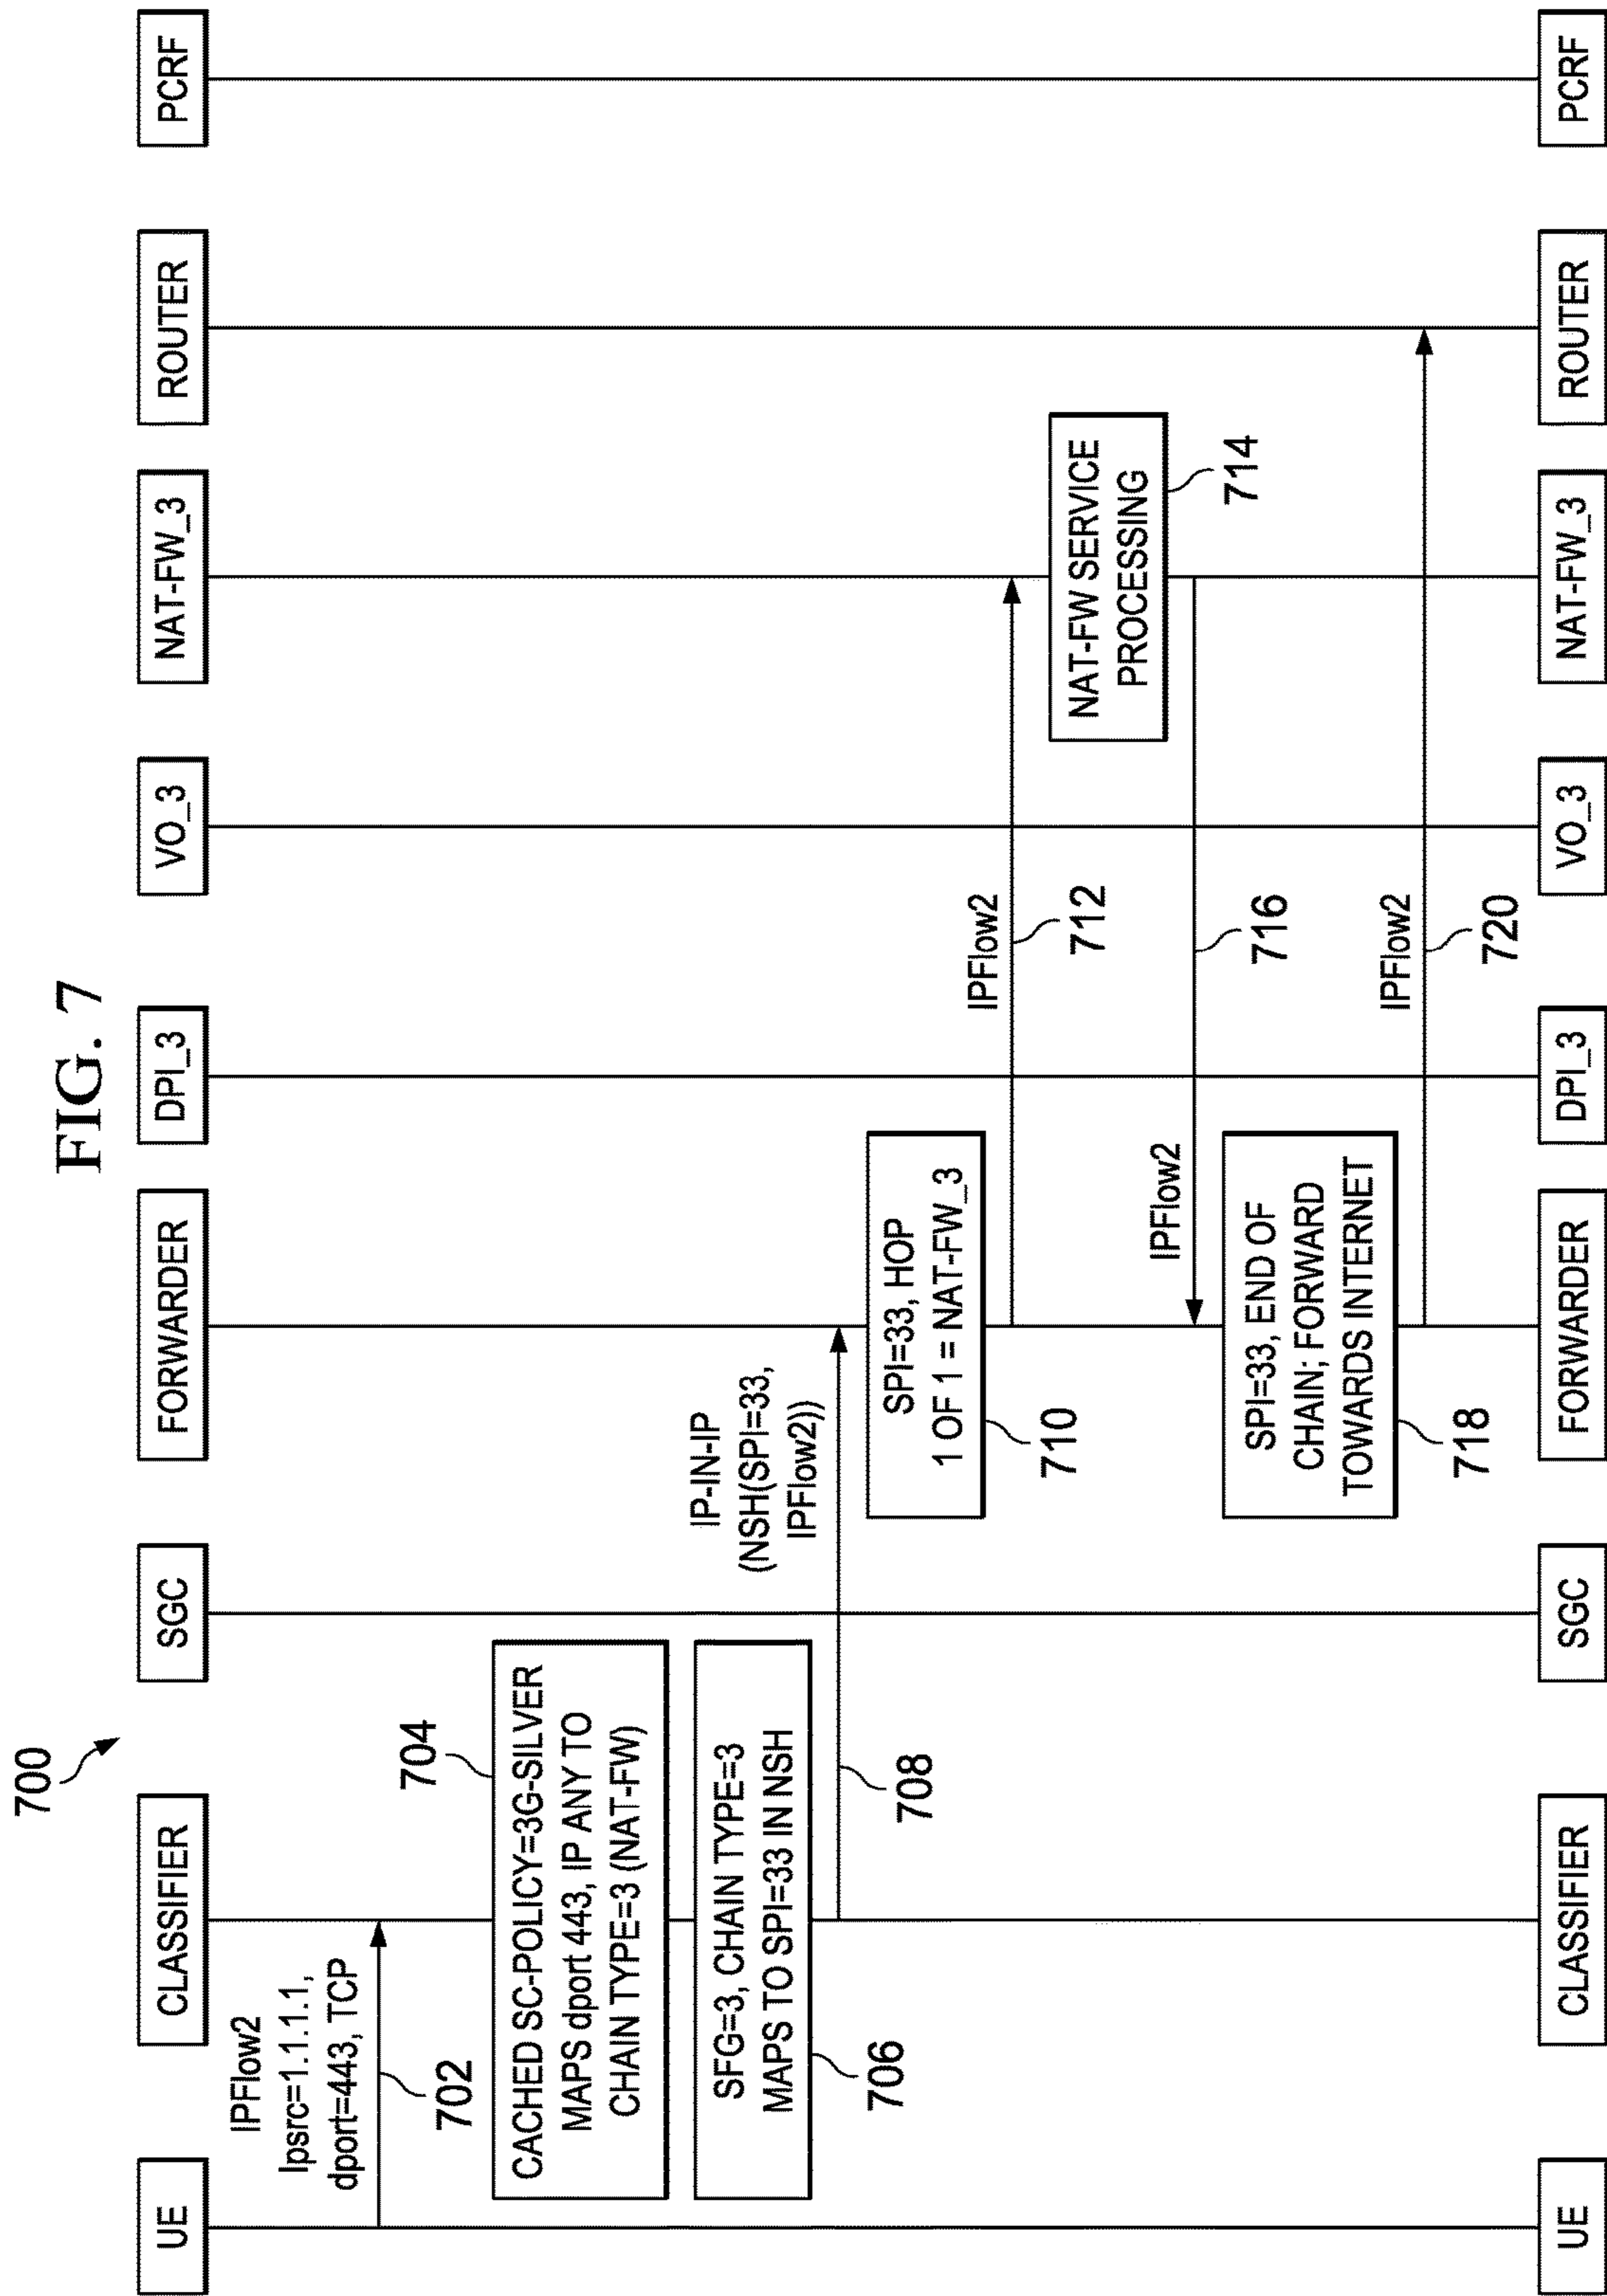 FIG. 7
700
UE
CLASSIFIER
SGC
FORWARDER
DPI_3
VO_3
NAT-FW_3
ROUTER
PCRF
IPFlow2
Ipsrc=1.1.1.1,
dport=443, TCP
702
CACHED SC-POLICY=3G-SILVER
MAPS dport 443, IP ANY TO
CHAIN TYPE=3 (NAT-FW)
704
SFG=3, CHAIN TYPE=3
MAPS TO SPI=33 IN NSH
706
IP-IN-IP
(NSH(SPI=33,
IPFlow2))
708
SPI=33, HOP
1 OF 1 = NAT-FW_3
710
IPFlow2
712
NAT-FW SERVICE
PROCESSING
714
IPFlow2
716
SPI=33, END OF
CHAIN; FORWARD
TOWARDS INTERNET
718
IPFlow2
720
UE
CLASSIFIER
SGC
FORWARDER
DPI_3
VO_3
NAT-FW_3
ROUTER
PCRF